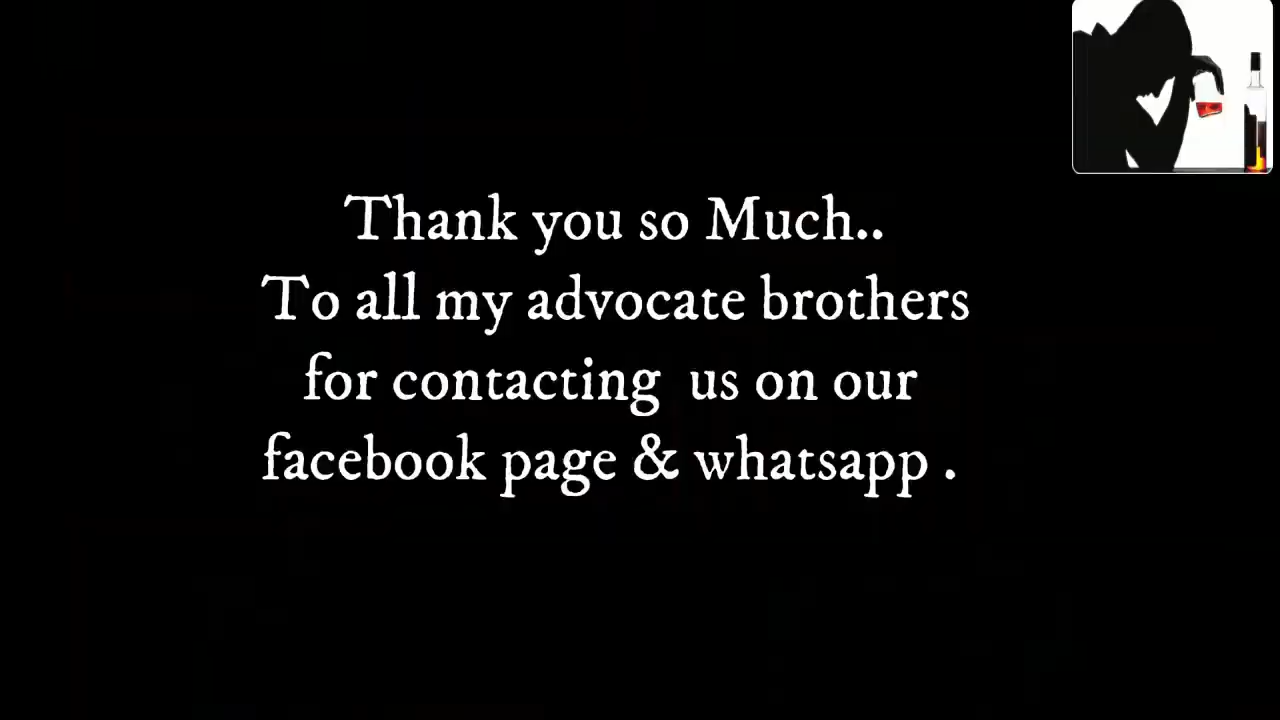 Thank you so Much..
To all my advocate brothers
for contacting us on our
facebook page & whatsapp .